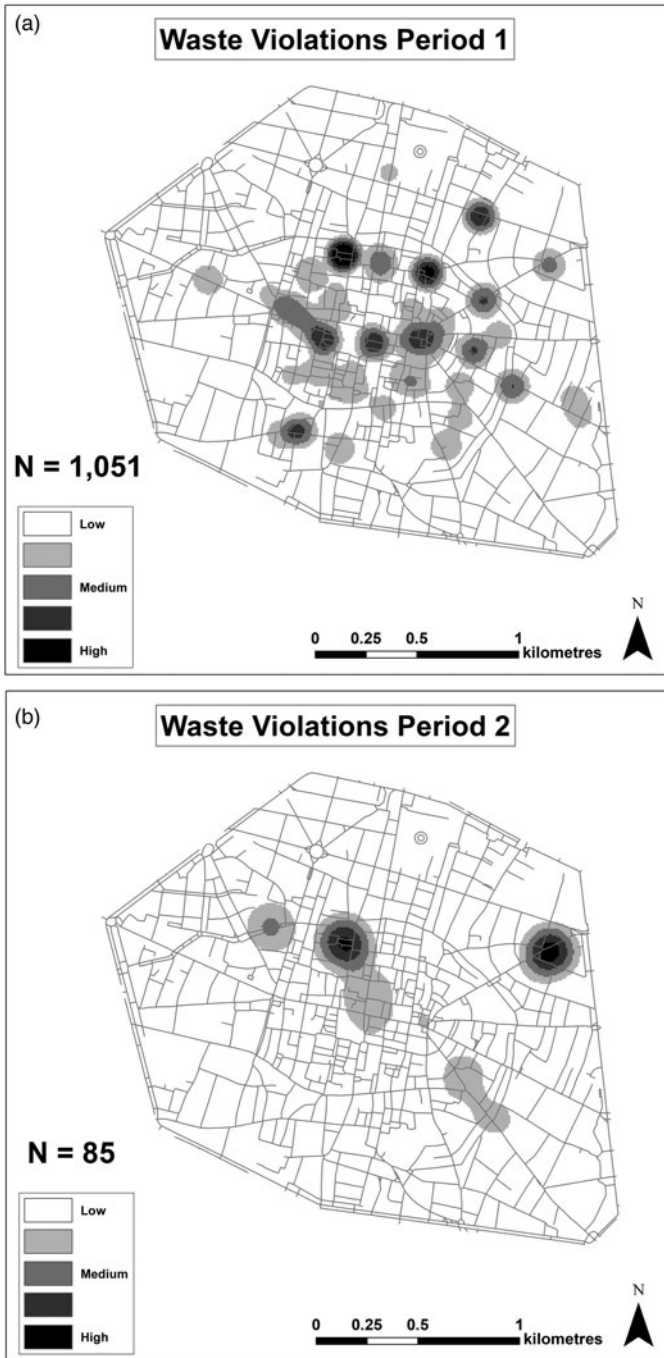 (a)
Waste Violations Period 1
N = 1,051
Low
Medium
High
0 0.25 0.5 1
kilometres
N
(b)
Waste Violations Period 2
N = 85
Low
Medium
High
0 0.25 0.5 1
kilometres
N